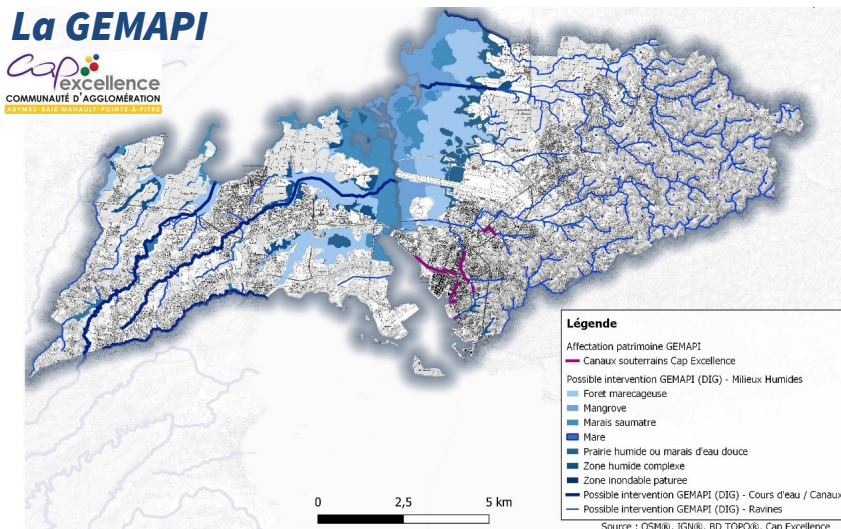 La GEMAPI
Cap excellence
COMMUNAUTÉ D'AGGLOMÉRATION
ABYMES BAIE-MAHAULT POINTE-À-PITRE
Légende
Affectation patrimoine GEMAPI
Canaux souterrains Cap Excellence
Possible intervention GEMAPI (DIG) - Milieux Humides
Foret marecageuse
Mangrove
Marais saumatre
Mare
Prairie humide ou marais d'eau douce
Zone humide complexe
Zone inondable paturee
Possible intervention GEMAPI (DIG) - Cours d'eau / Canaux
Possible intervention GEMAPI (DIG) - Ravines
0 2,5 5 km
Source : OSM®, IGN®, BD TOPO®, Cap Excellence